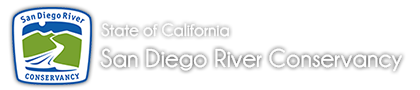 San Diego River
CONSERVANCY
State of California
San Diego River Conservancy